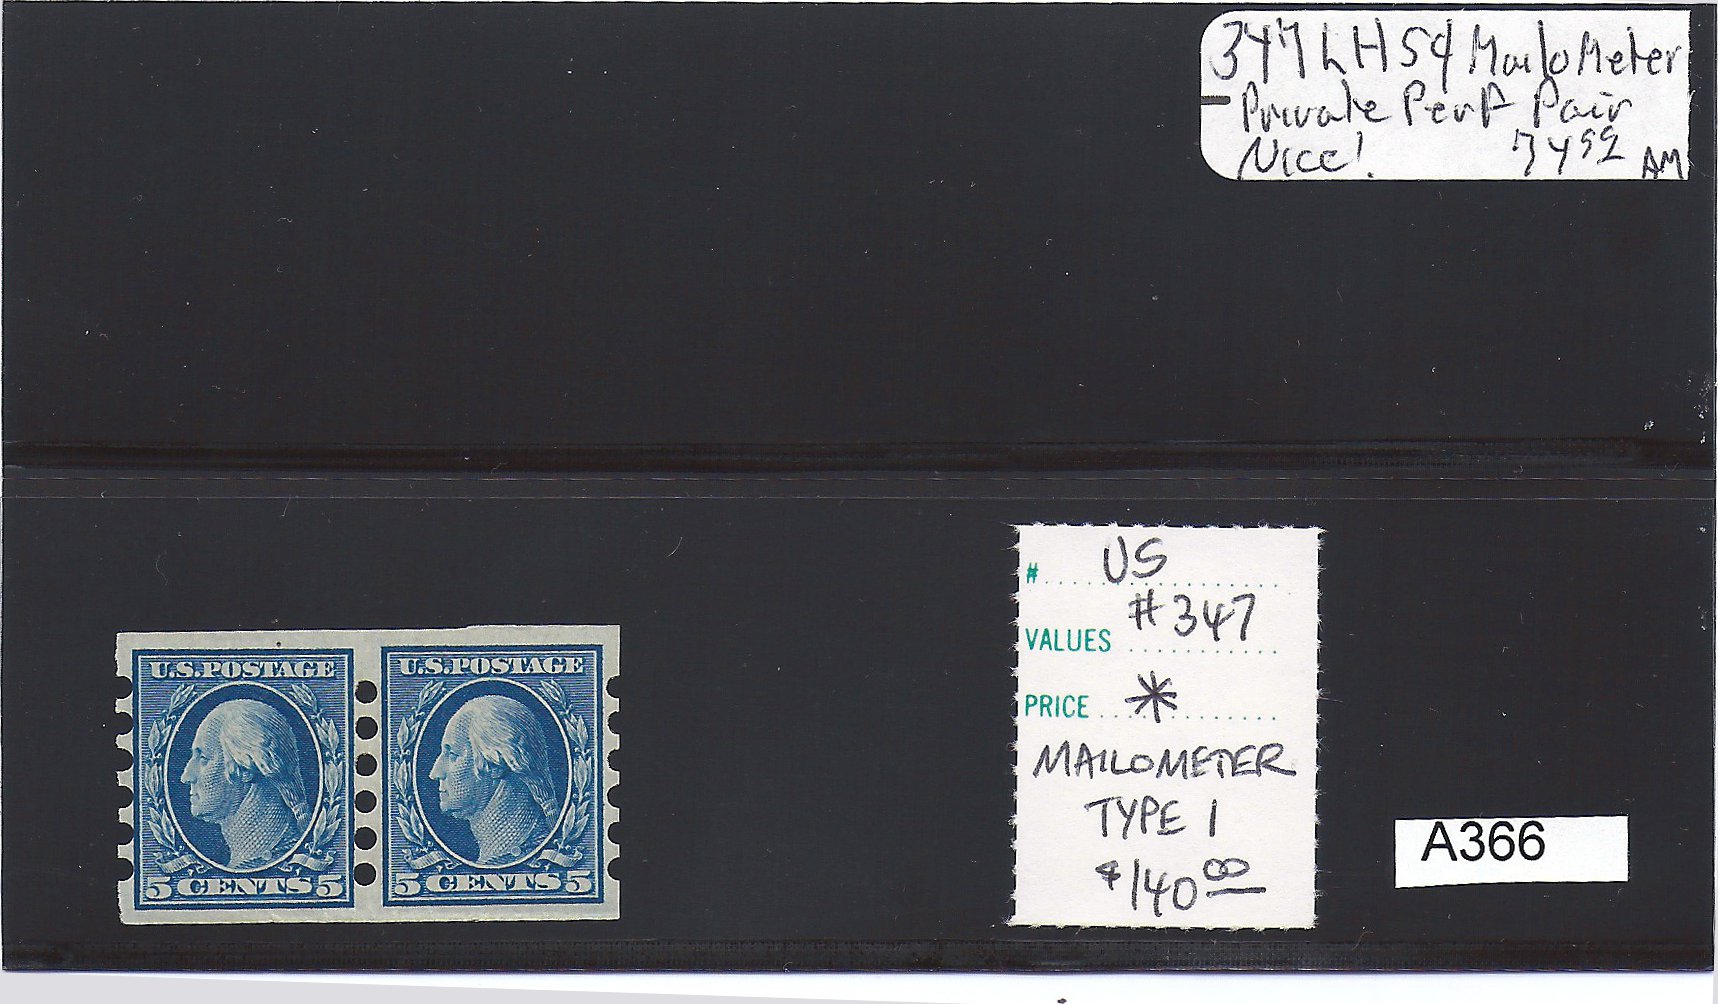 347 LH 5¢ MailoMeter
Private Perf Pair
Nice! 7452 AM
U.S. POSTAGE
5 CENTS 5
U.S. POSTAGE
5 CENTS 5
# US
#347
VALUES
PRICE *
MAILOMETER
TYPE 1
$140 00
A366